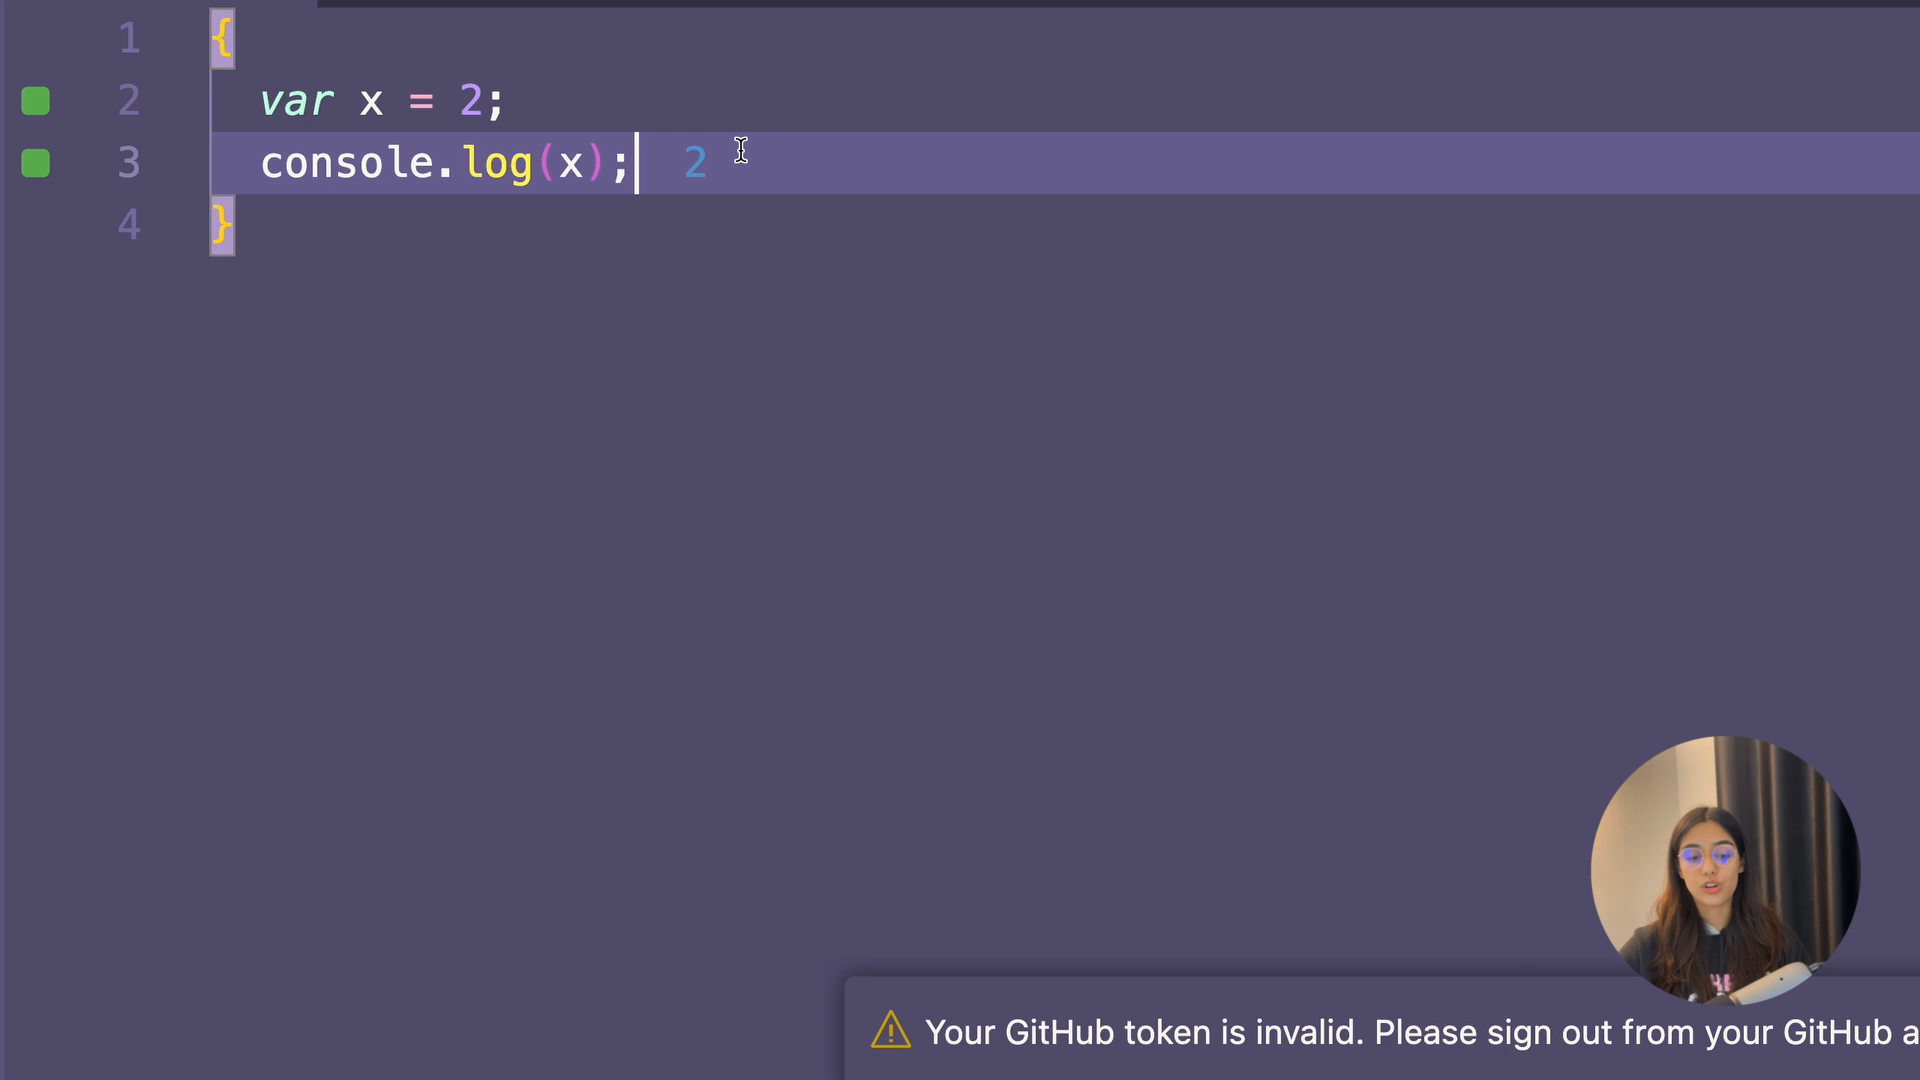 1 {
2 var x = 2;
3 console.log(x); 2
4 }
Your GitHub token is invalid. Please sign out from your GitHub a